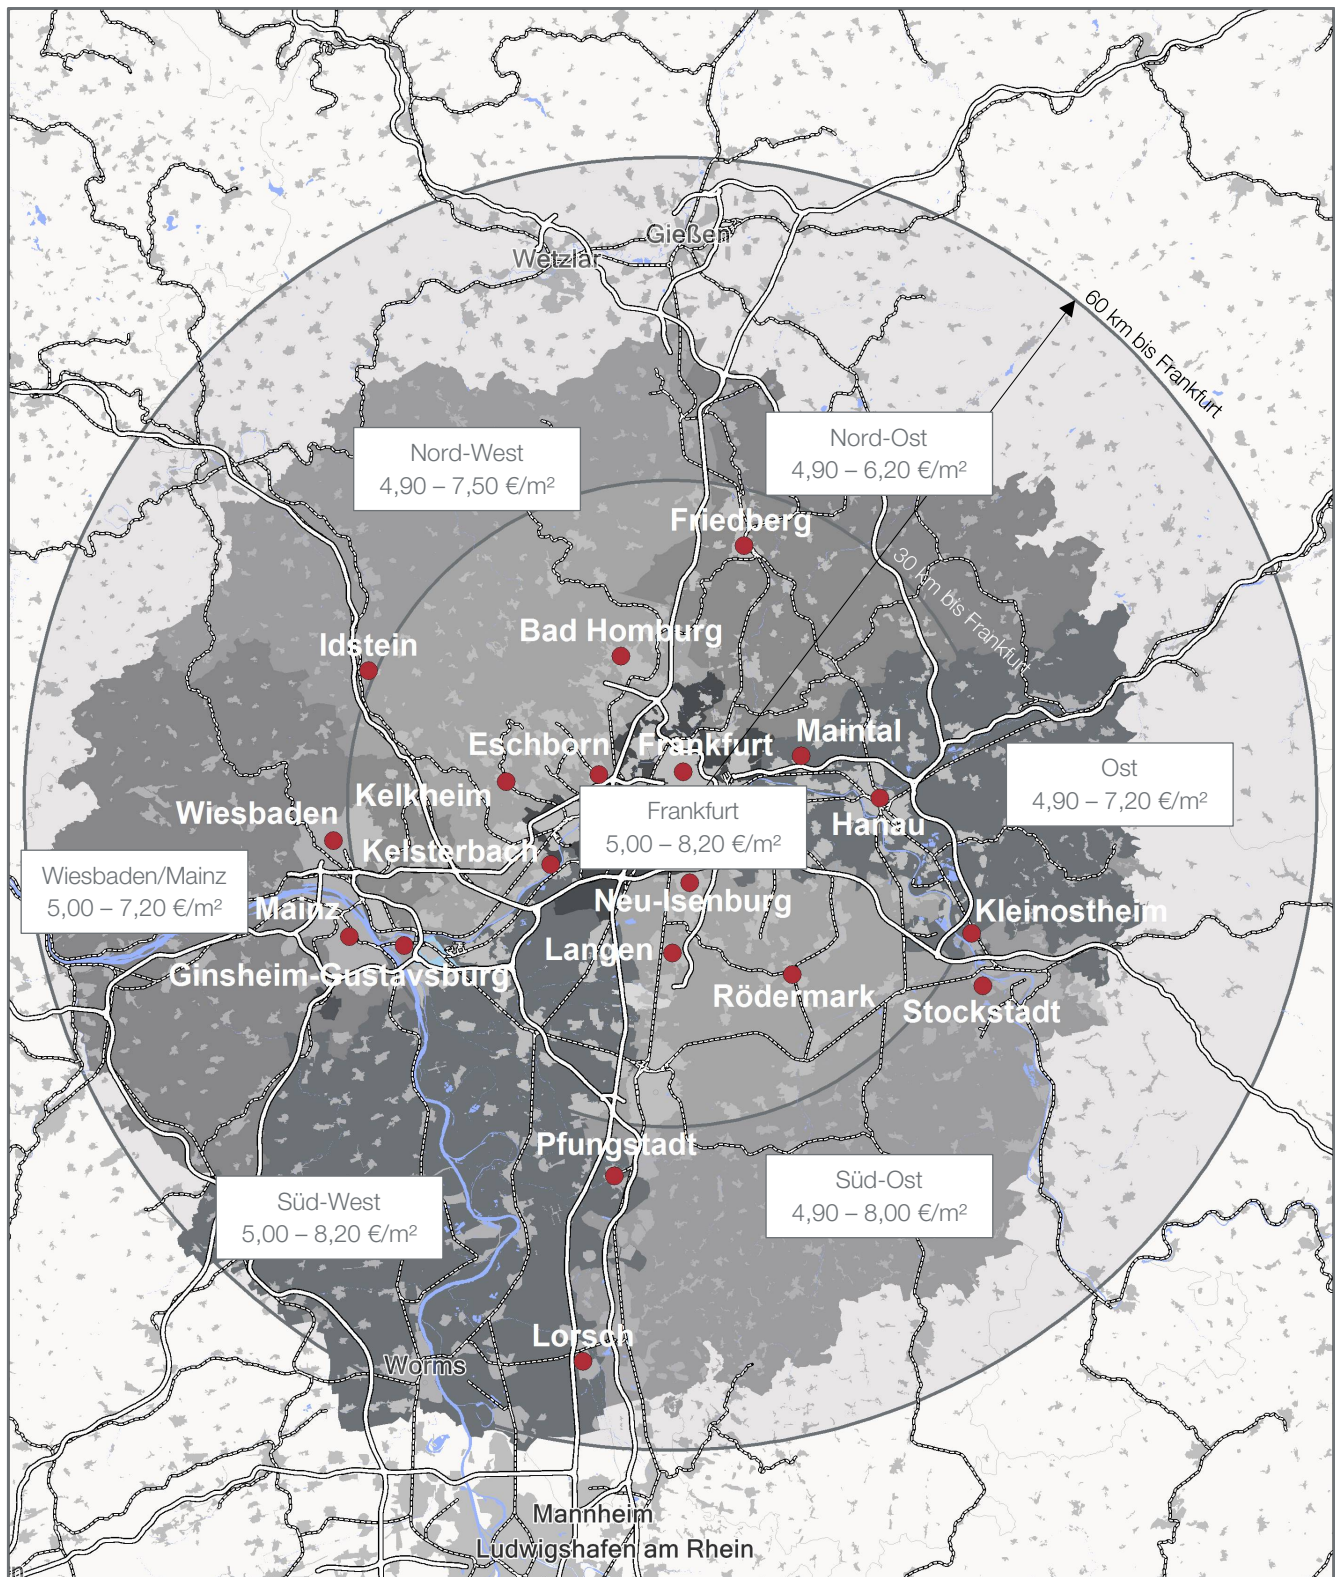 Gießen
Wetzlar
60 km bis Frankfurt
Nord-Ost
4,90 – 6,20 €/m²
Nord-West
4,90 – 7,50 €/m²
Friedberg
30 km bis Frankfurt
Bad Homburg
Idstein
Eschborn
Frankfurt
Maintal
Ost
4,90 – 7,20 €/m²
Kelkheim
Wiesbaden
Frankfurt
5,00 – 8,20 €/m²
Hanau
Kelsterbach
Wiesbaden/Mainz
5,00 – 7,20 €/m²
Mainz
Neu-Isenburg
Kleinostheim
Langen
Ginsheim-Gustavsburg
Rödermark
Stockstadt
Pfungstadt
Süd-Ost
4,90 – 8,00 €/m²
Süd-West
5,00 – 8,20 €/m²
Lorsch
Worms
Mannheim
Ludwigshafen am Rhein